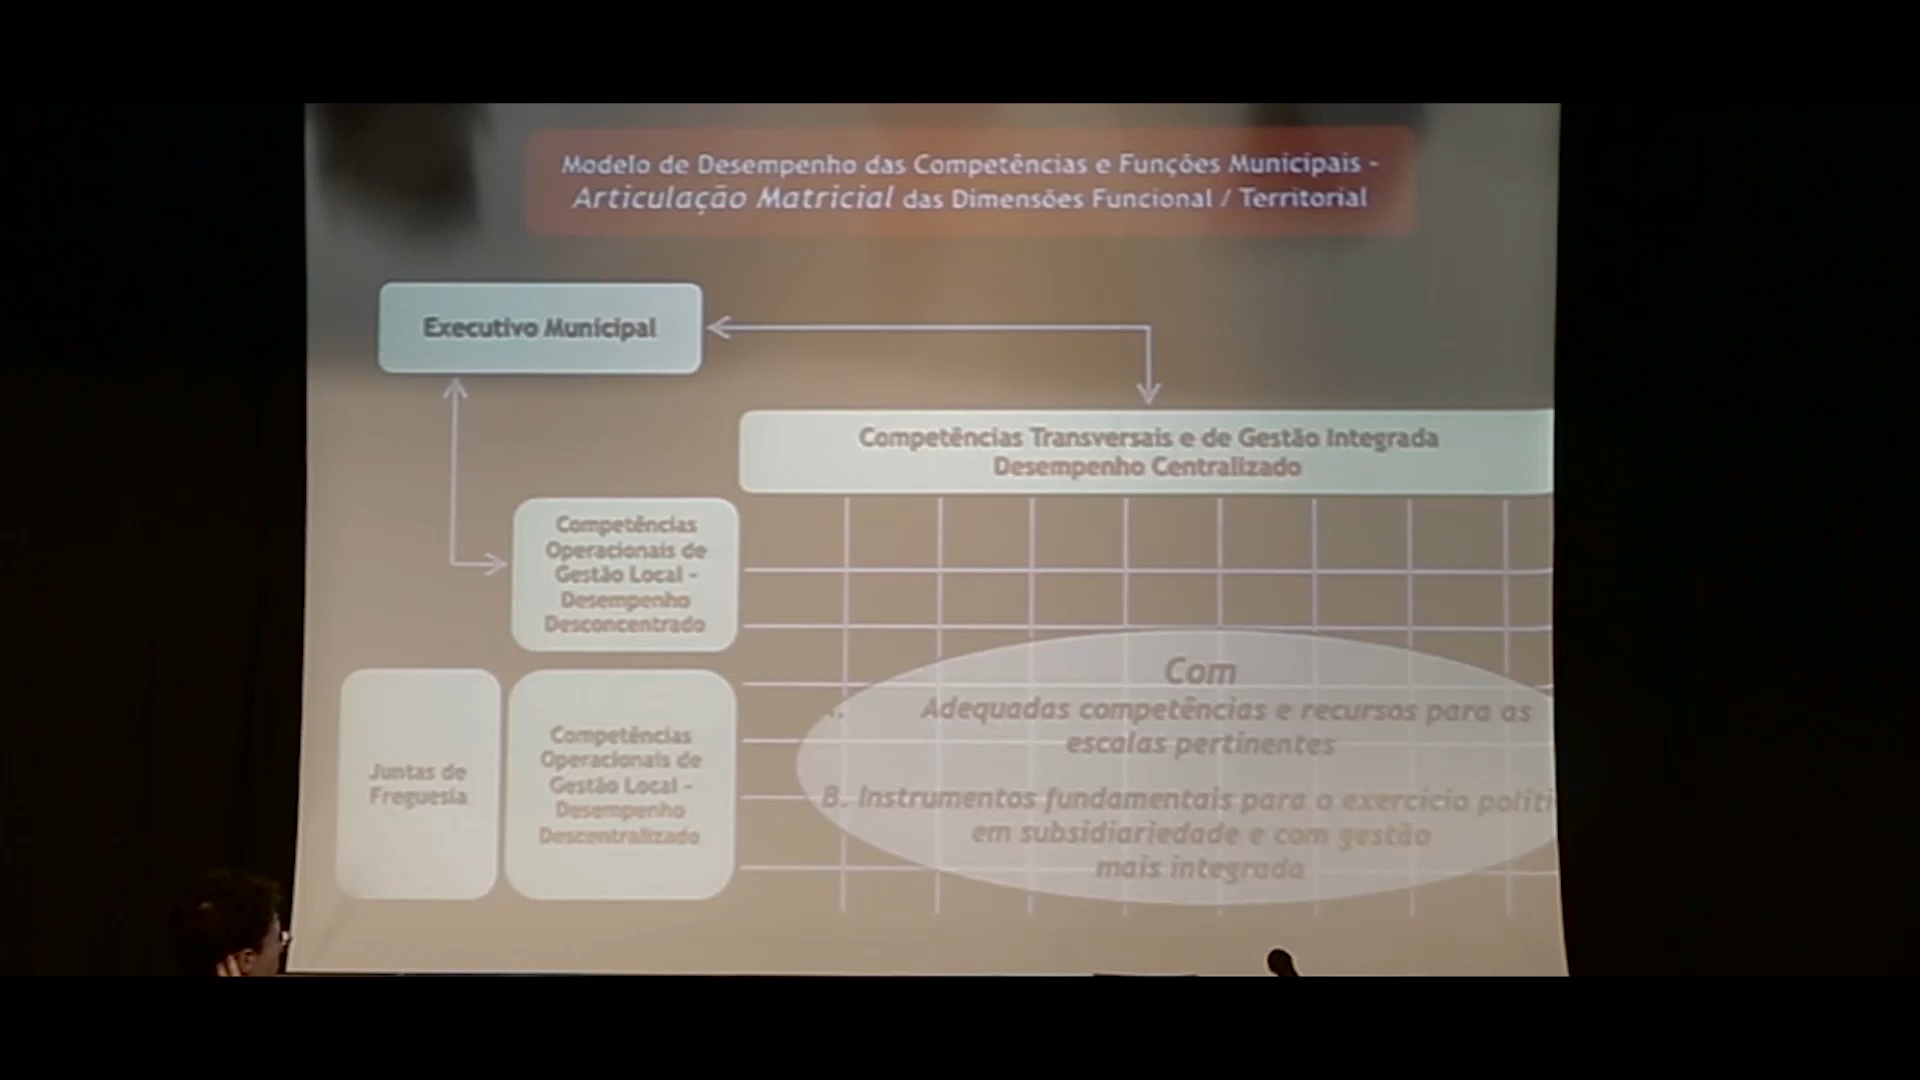 Modelo de Desempenho das Competências e Funções Municipais -
Articulação Matricial das Dimensões Funcional / Territorial
Executivo Municipal
Competências Transversais e de Gestão Integrada
Desempenho Centralizado
Competências
Operacionais de
Gestão Local -
Desempenho
Desconcentrado
Juntas de
Freguesia
Competências
Operacionais de
Gestão Local -
Desempenho
Descentralizado
Com
Adequadas competências e recursos para as
escalas pertinentes
B. Instrumentos fundamentais para o exercício políti
em subsidiariedade e com gestão
mais integrada